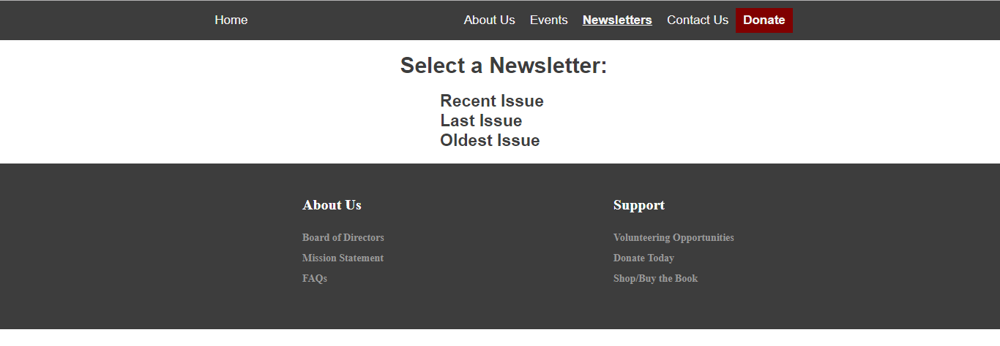 Home About Us Events Newsletters Contact Us Donate
Select a Newsletter:
Recent Issue
Last Issue
Oldest Issue
About Us
Board of Directors
Mission Statement
FAQs
Support
Volunteering Opportunities
Donate Today
Shop/Buy the Book